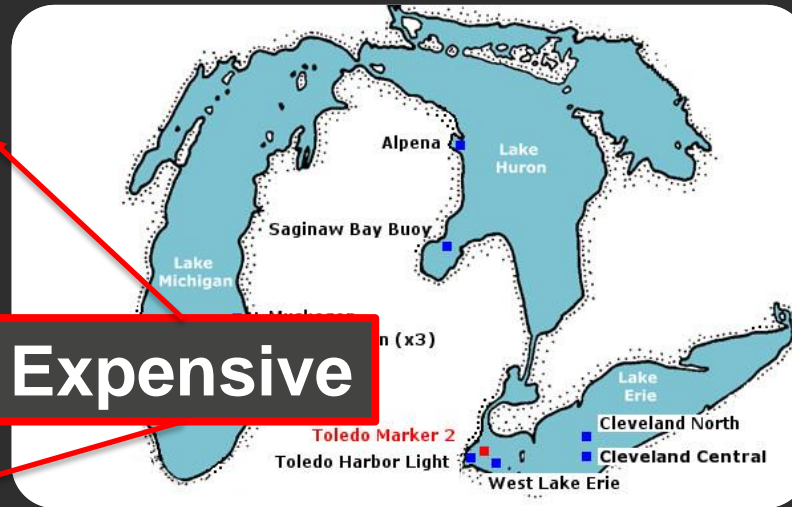 Alpena
Lake
Huron
Saginaw Bay Buoy
Lake
Michigan
n (x3)
Expensive
Lake
Erie
Cleveland North
Toledo Marker 2
Toledo Harbor Light
Cleveland Central
West Lake Erie